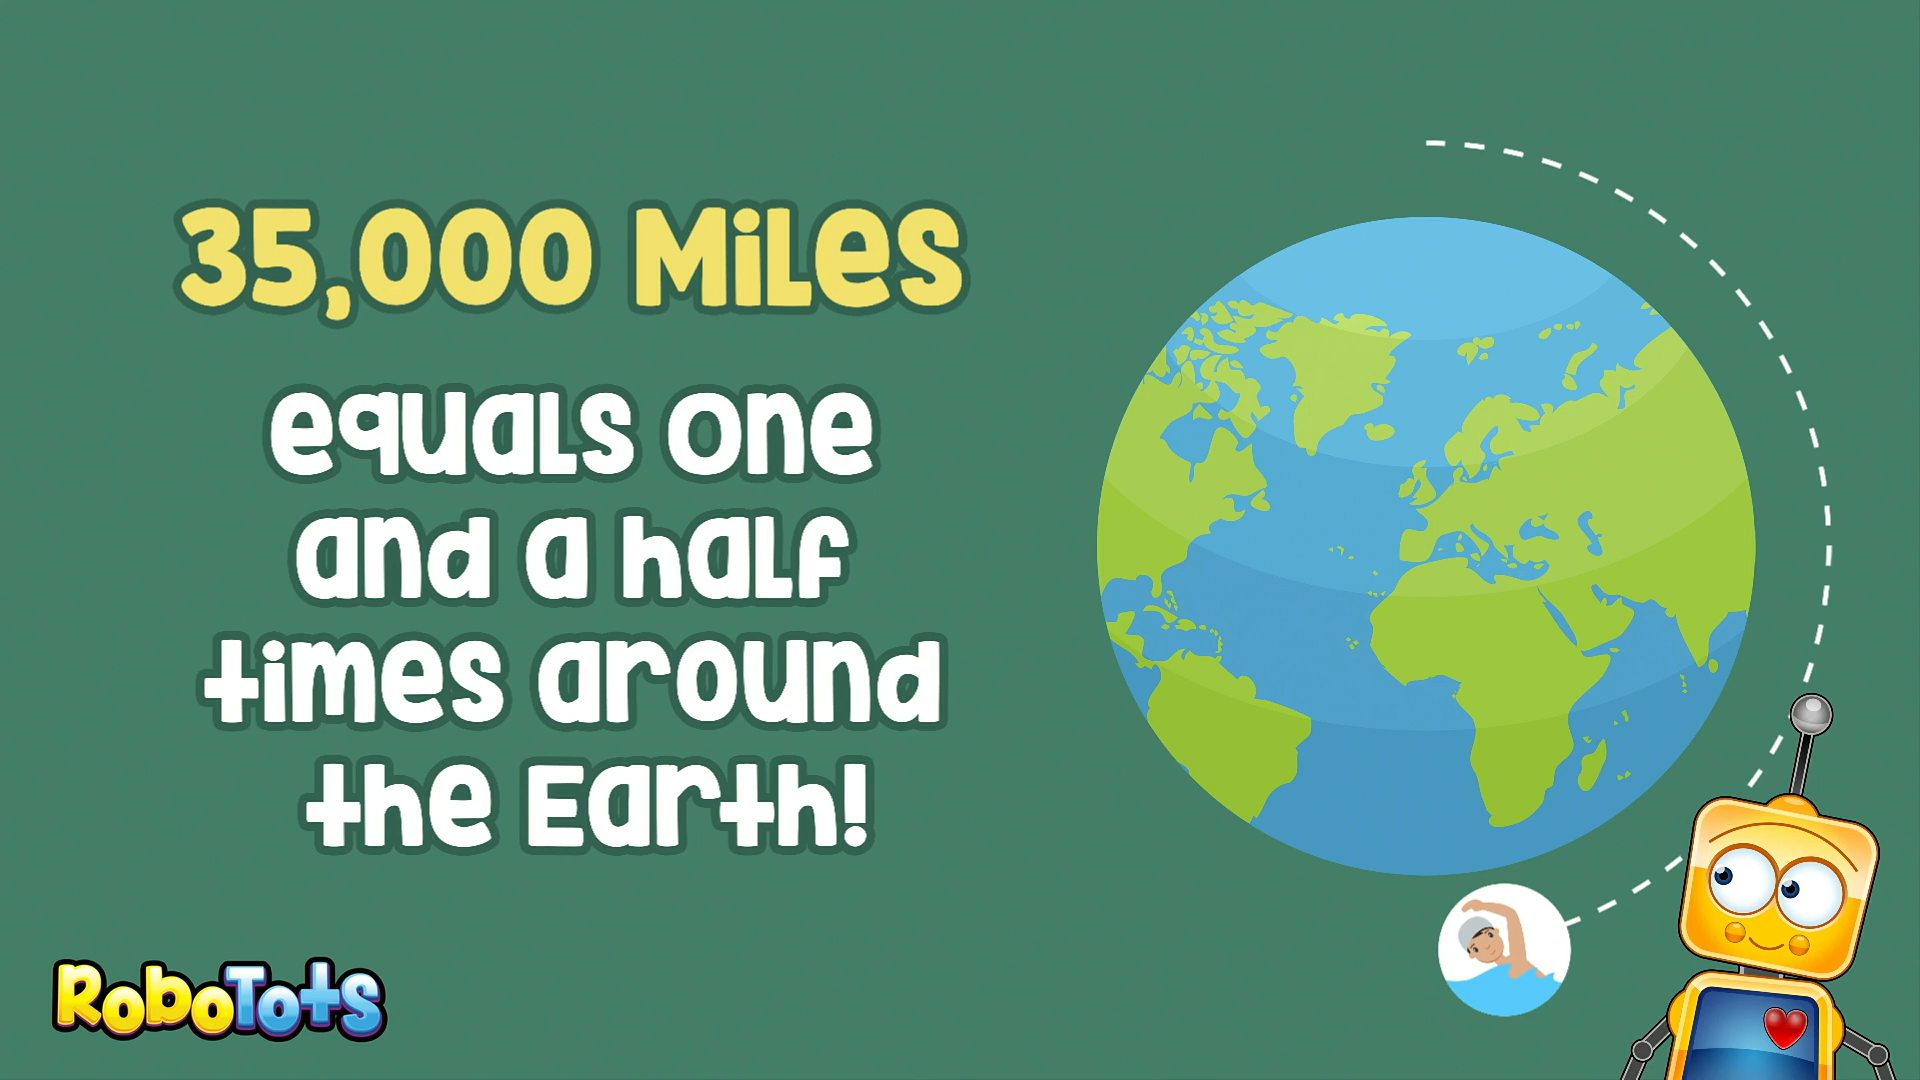 35,000 Miles
equals one
and a half
times around
the Earth!
RoboTots